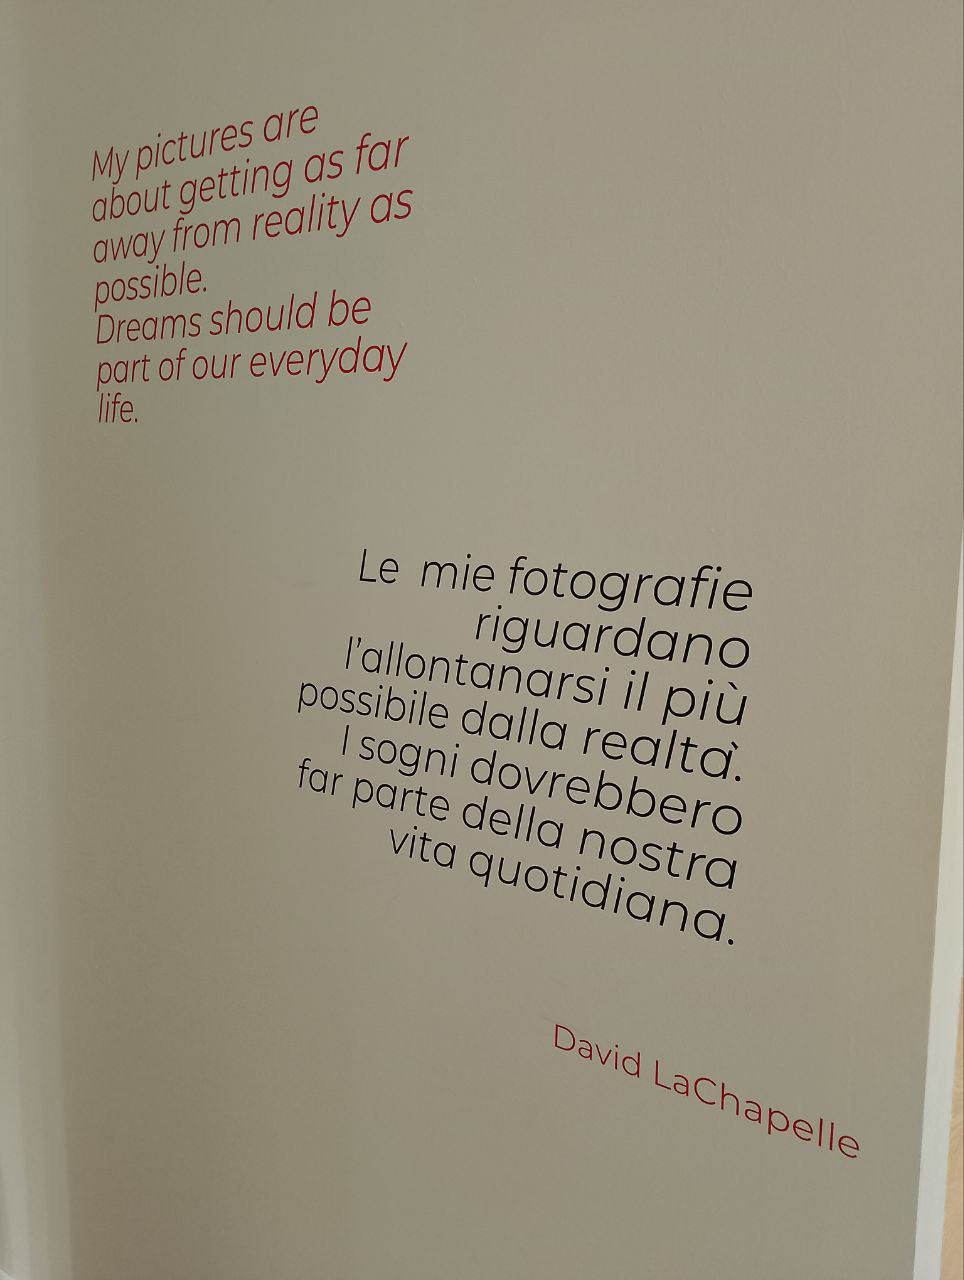 My pictures are
about getting as far
away from reality as
possible.
Dreams should be
part of our everyday
life.
Le mie fotografie
riguardano
l’allontanarsi il più
possibile dalla realtà.
I sogni dovrebbero
far parte della nostra
vita quotidiana.
David LaChapelle